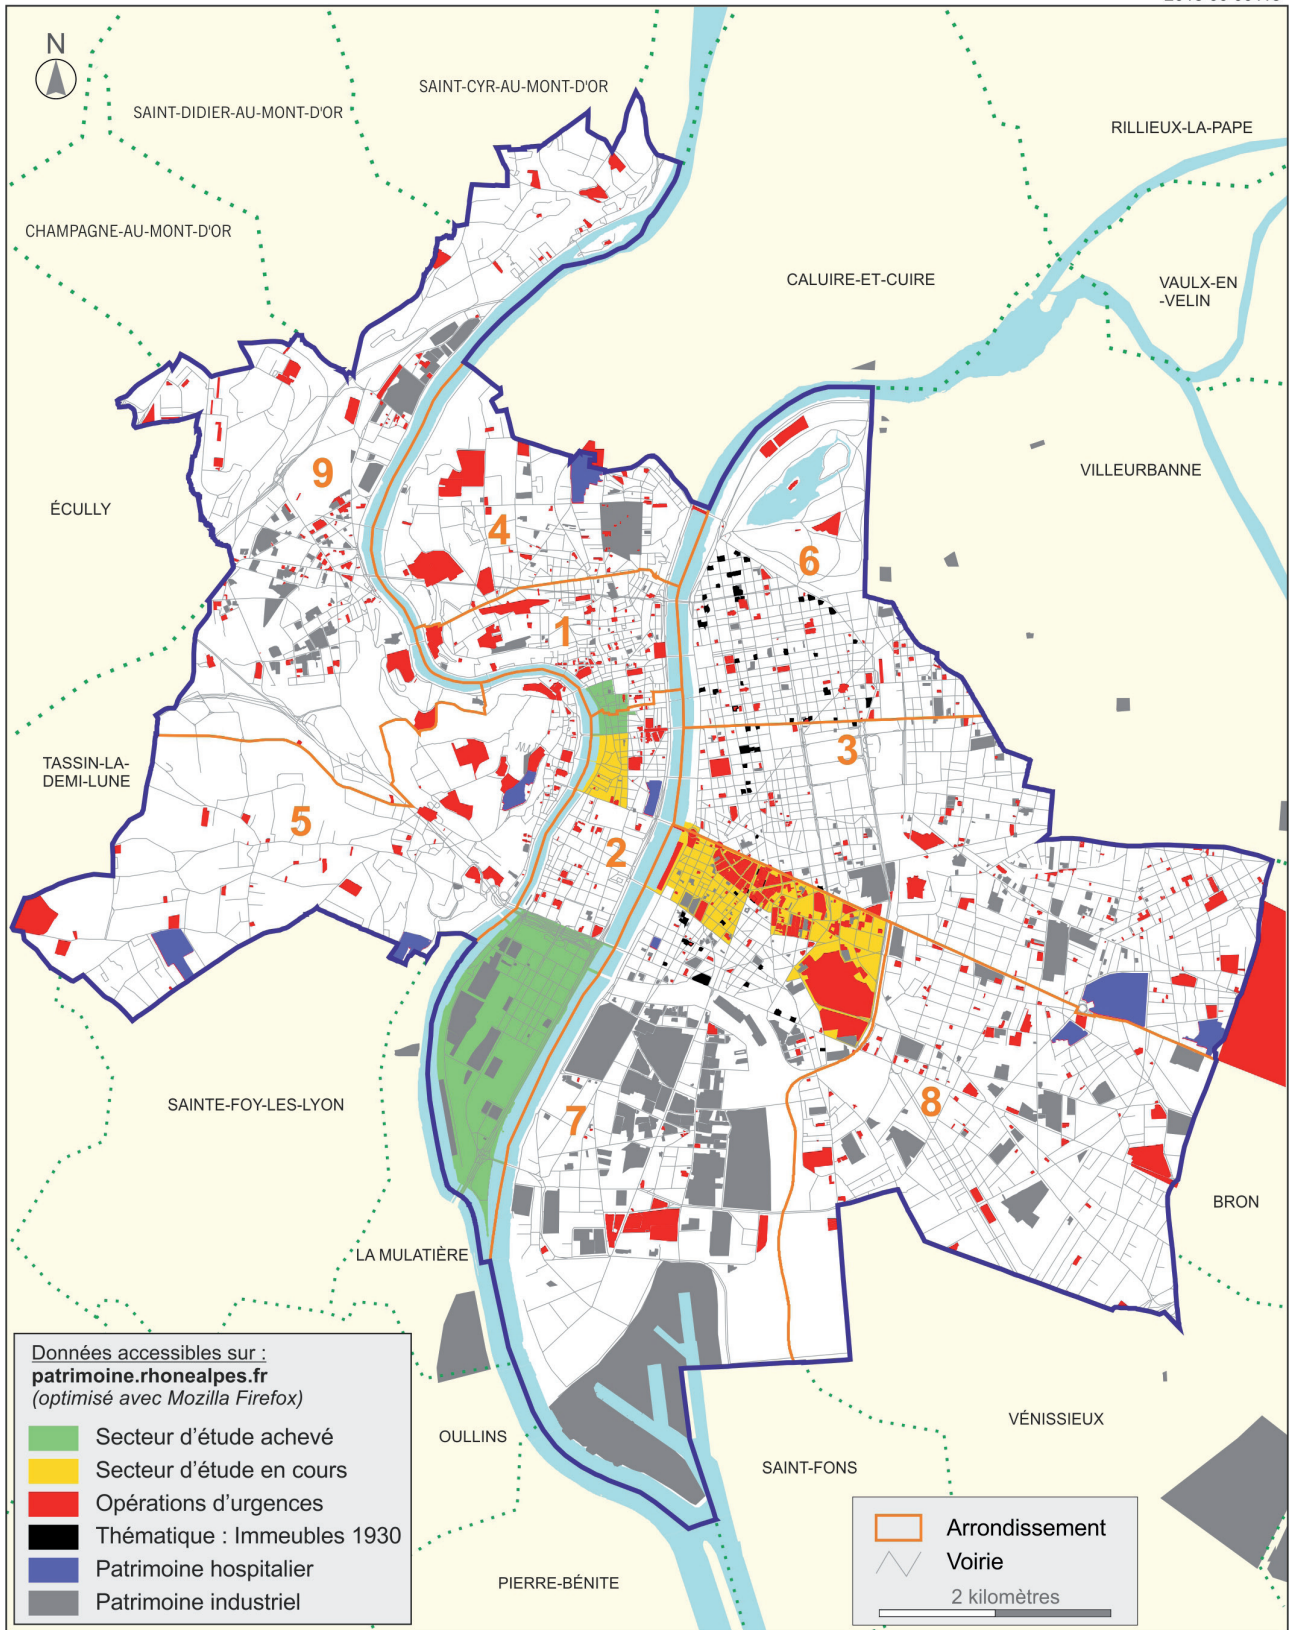 N
SAINT-CYR-AU-MONT-D'OR
SAINT-DIDIER-AU-MONT-D'OR
RILLIEUX-LA-PAPE
CHAMPAGNE-AU-MONT-D'OR
CALUIRE-ET-CUIRE
VAULX-EN
-VELIN
VILLEURBANNE
9
ÉCULLY
4
6
1
3
TASSIN-LA-
DEMI-LUNE
5
2
SAINTE-FOY-LES-LYON
7
8
BRON
LA MULATIÈRE
Données accessibles sur :
patrimoine.rhonealpes.fr
(optimisé avec Mozilla Firefox)
Secteur d'étude achevé
Secteur d'étude en cours
Opérations d'urgences
Thématique : Immeubles 1930
Patrimoine hospitalier
Patrimoine industriel
OULLINS
VÉNISSIEUX
SAINT-FONS
PIERRE-BÉNITE
Arrondissement
Voirie
2 kilomètres